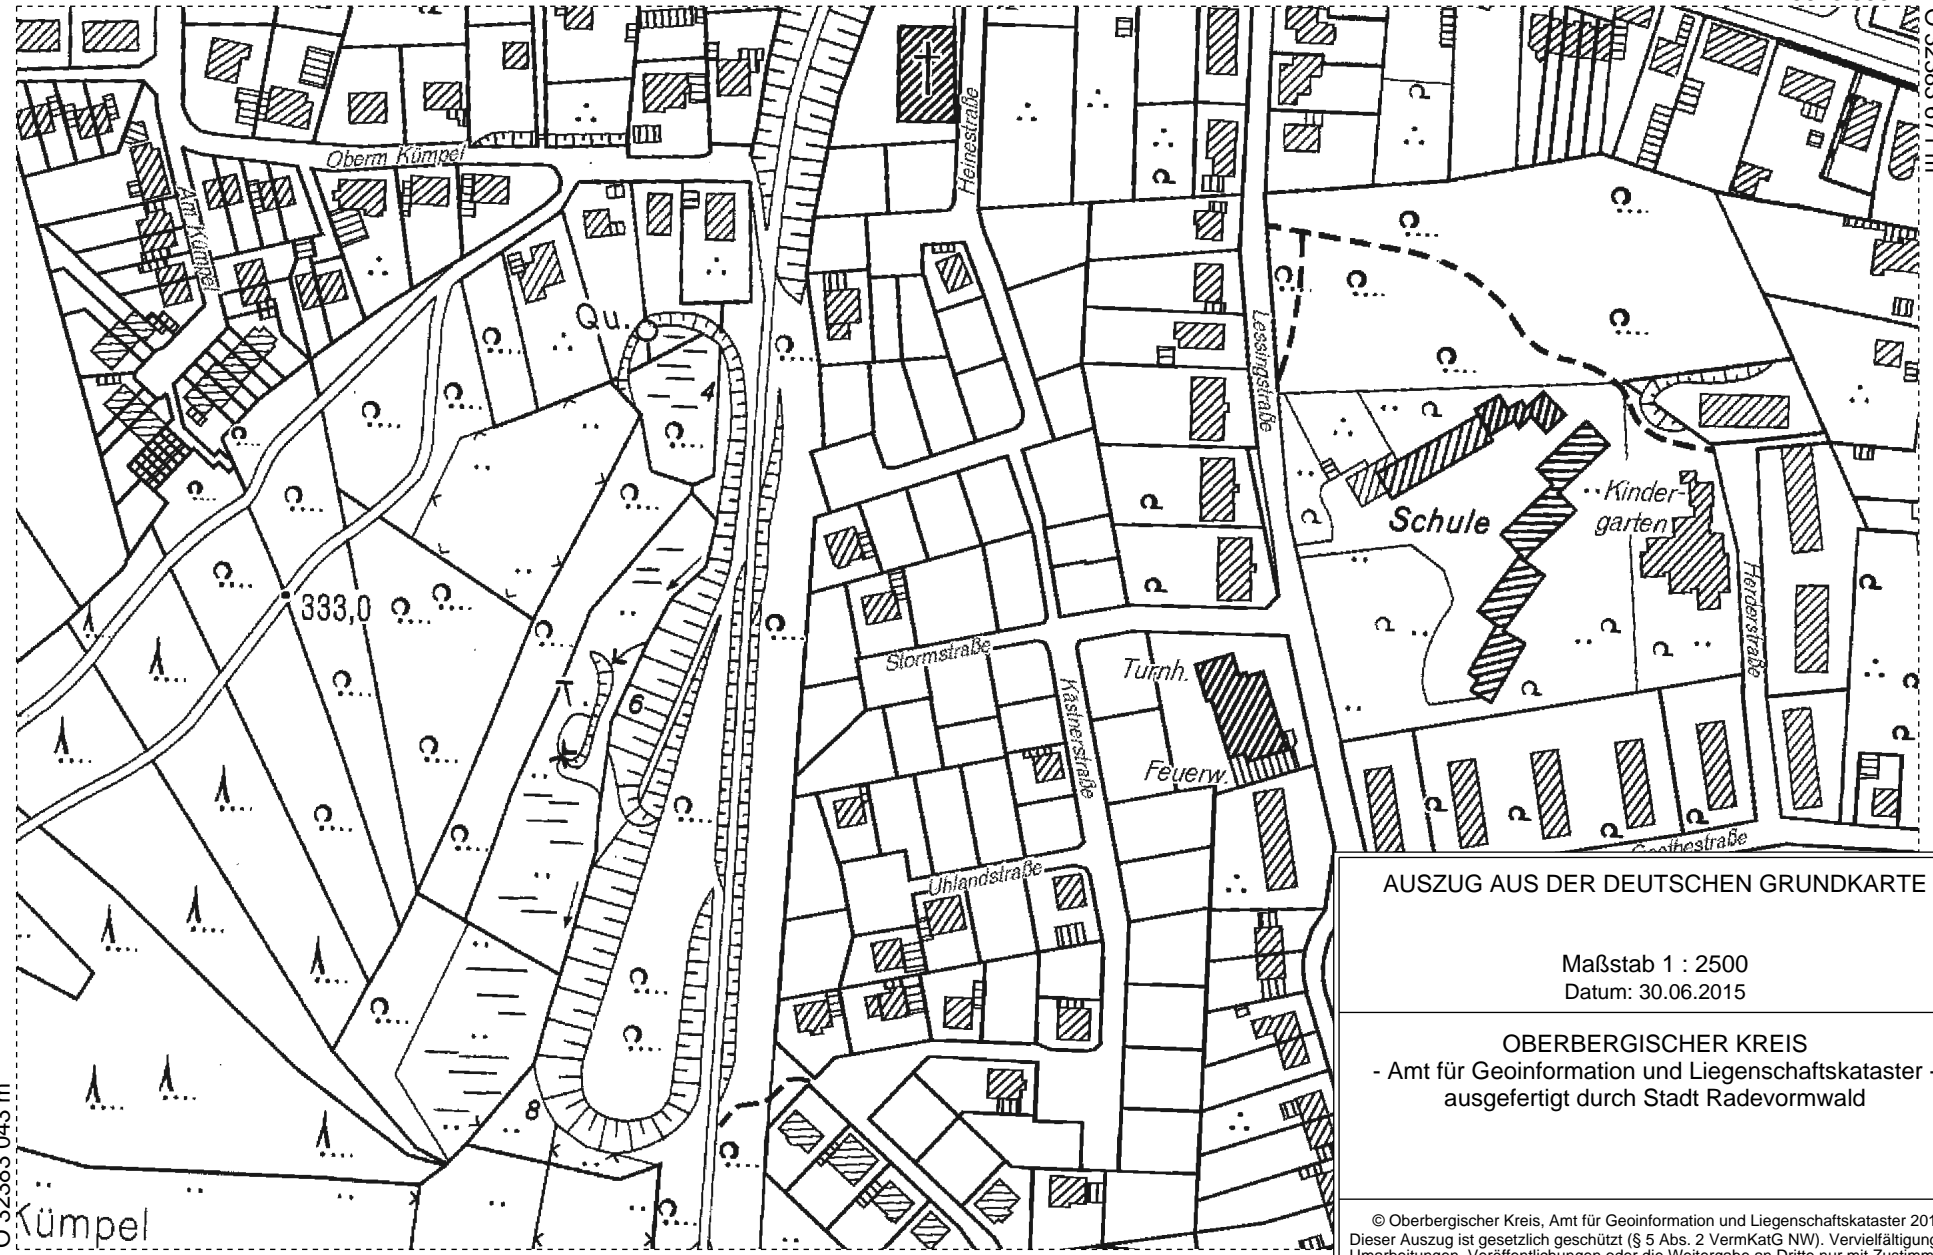 Oberm Kümpel
Heinestraße
Am Kümpel
Qu.
4
Lessingstraße
333,0
Schule
Kinder-
garten
Herderstraße
Stormstraße
Turnh.
Kästnerstraße
6
Feuerw.
Uhlandstraße
Goethestraße
8
Kümpel
AUSZUG AUS DER DEUTSCHEN GRUNDKARTE
Maßstab 1 : 2500
Datum: 30.06.2015
OBERBERGISCHER KREIS
- Amt für Geoinformation und Liegenschaftskataster -
ausgefertigt durch Stadt Radevormwald
© Oberbergischer Kreis, Amt für Geoinformation und Liegenschaftskataster 201
Dieser Auszug ist gesetzlich geschützt (§ 5 Abs. 2 VermKatG NW). Vervielfältigung